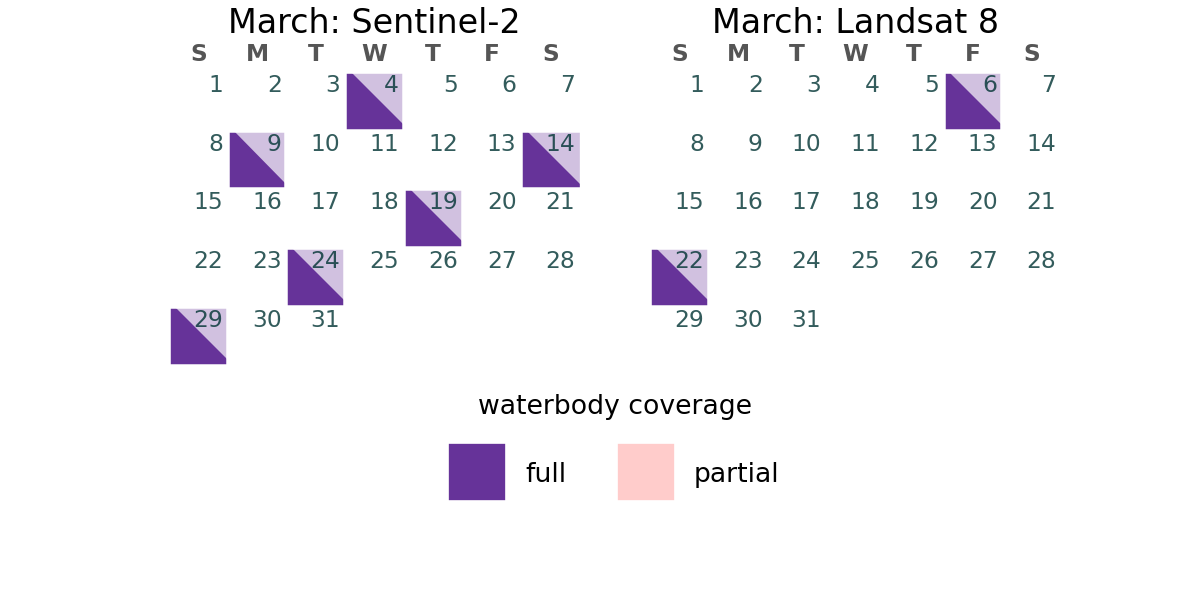 March: Sentinel-2
S M T W T F S
1 2 3 4 5 6 7
8 9 10 11 12 13 14
15 16 17 18 19 20 21
22 23 24 25 26 27 28
29 30 31
March: Landsat 8
S M T W T F S
1 2 3 4 5 6 7
8 9 10 11 12 13 14
15 16 17 18 19 20 21
22 23 24 25 26 27 28
29 30 31
waterbody coverage
full partial